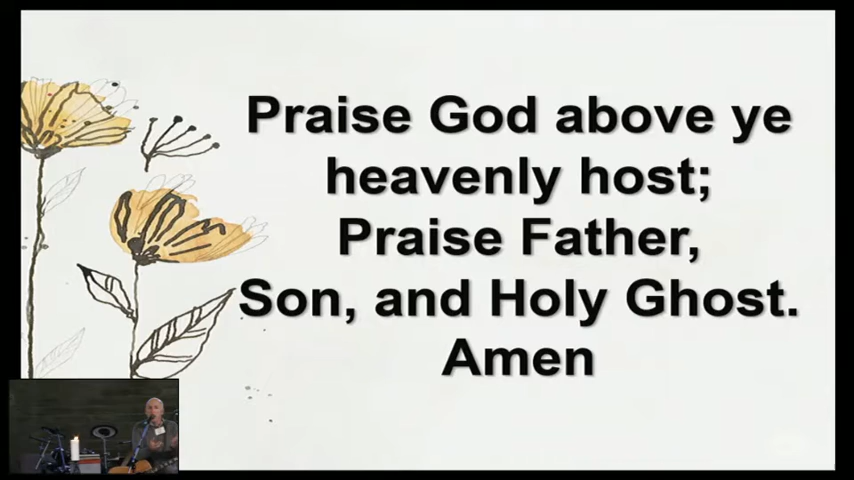 Praise God above ye
heavenly host;
Praise Father,
Son, and Holy Ghost.
Amen